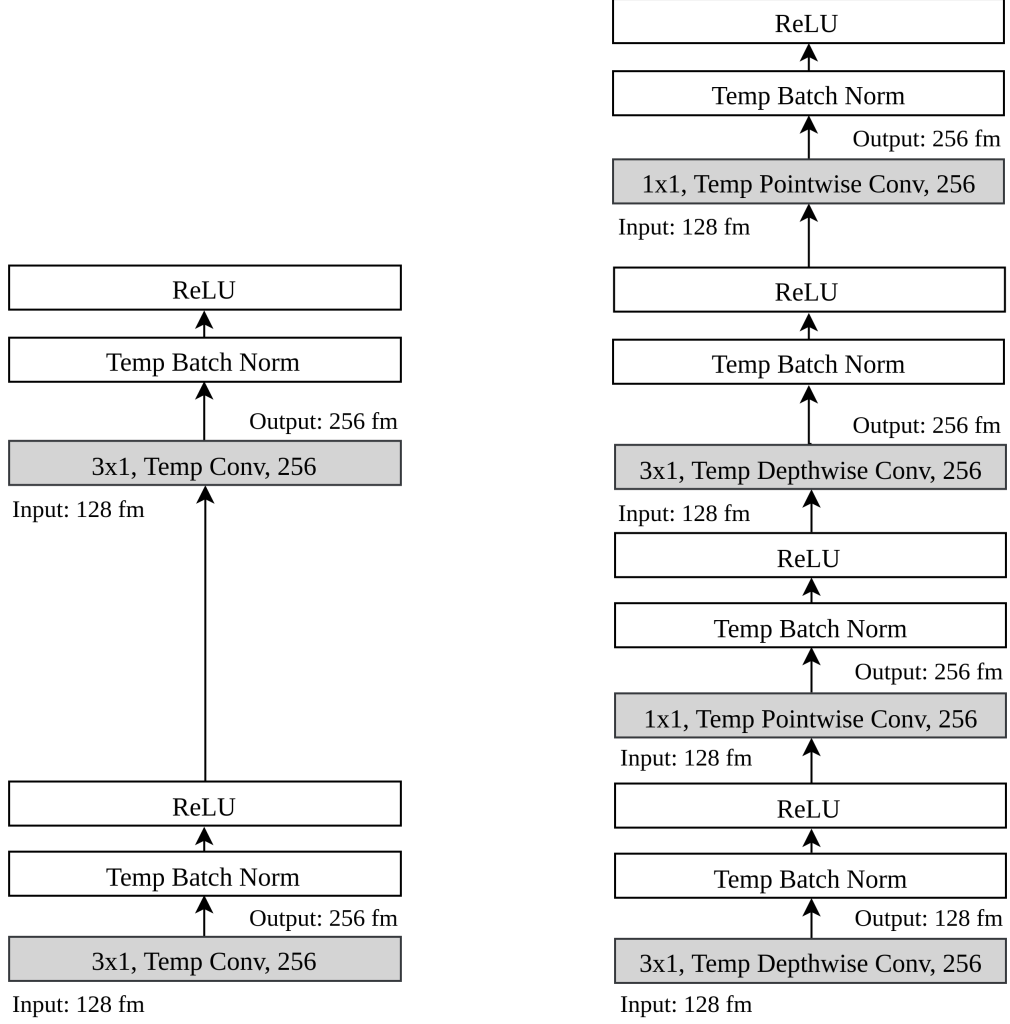 ReLU
Temp Batch Norm
Output: 256 fm
3x1, Temp Conv, 256
Input: 128 fm
ReLU
Temp Batch Norm
Output: 256 fm
3x1, Temp Conv, 256
Input: 128 fm
ReLU
Temp Batch Norm
Output: 256 fm
1x1, Temp Pointwise Conv, 256
Input: 128 fm
ReLU
Temp Batch Norm
Output: 256 fm
3x1, Temp Depthwise Conv, 256
Input: 128 fm
ReLU
Temp Batch Norm
Output: 256 fm
1x1, Temp Pointwise Conv, 256
Input: 128 fm
ReLU
Temp Batch Norm
Output: 128 fm
3x1, Temp Depthwise Conv, 256
Input: 128 fm